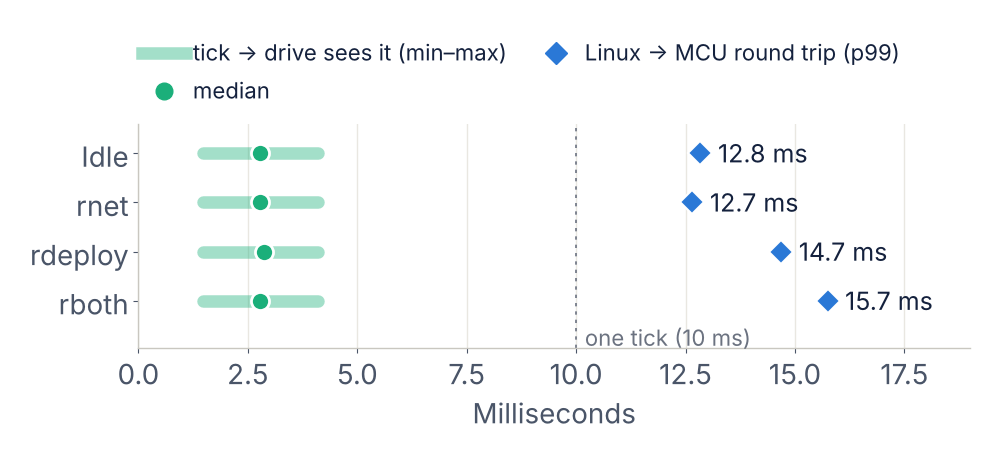 tick → drive sees it (min–max)
Linux → MCU round trip (p99)
median
Idle
12.8 ms
rnet
12.7 ms
rdeploy
14.7 ms
rboth
15.7 ms
one tick (10 ms)
0.0 2.5 5.0 7.5 10.0 12.5 15.0 17.5
Milliseconds